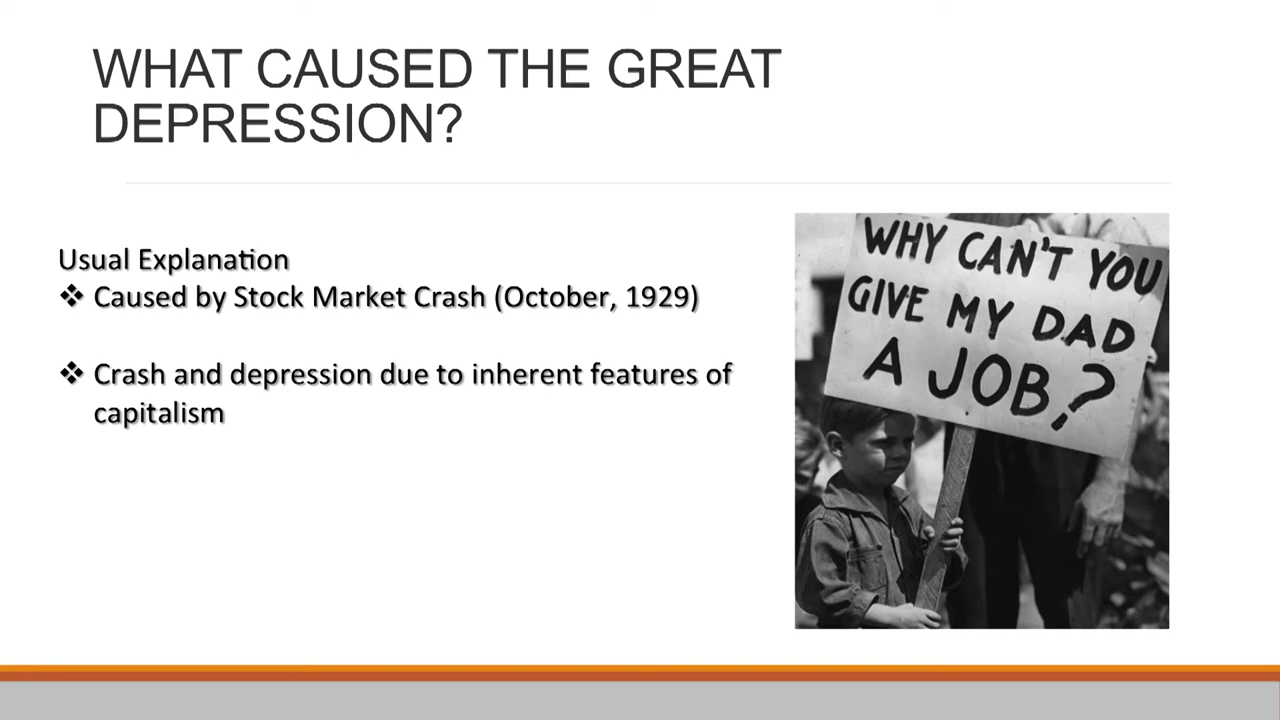 WHAT CAUSED THE GREAT
DEPRESSION?
Usual Explanation
❖ Caused by Stock Market Crash (October, 1929)
❖ Crash and depression due to inherent features of
capitalism
WHY CAN'T YOU
GIVE MY DAD
A JOB?